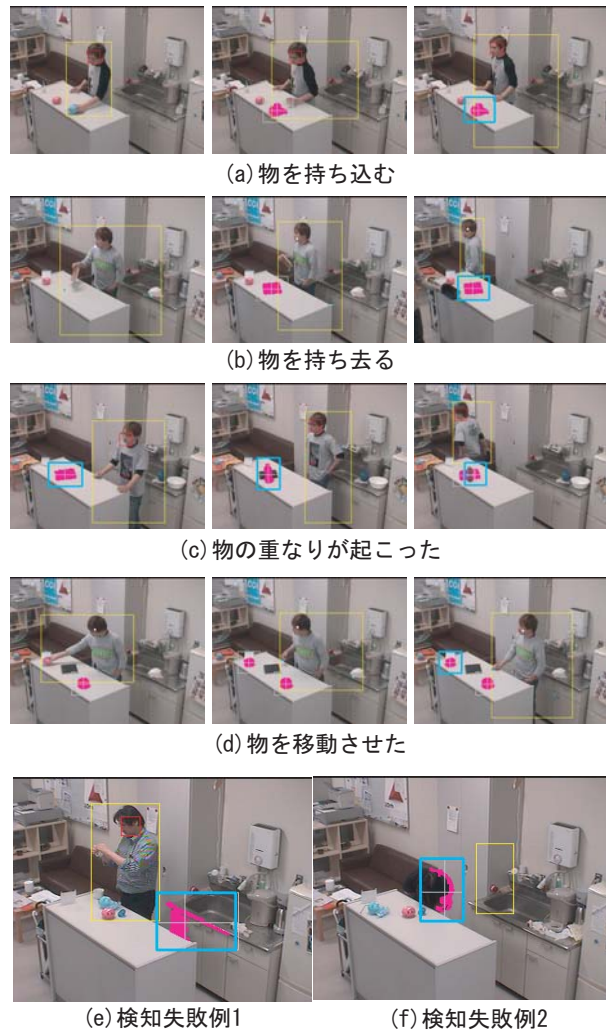 (a)物を持ち込む
(b)物を持ち去る
(c)物の重なりが起こった
(d)物を移動させた
(e)検知失敗例1
(f)検知失敗例2